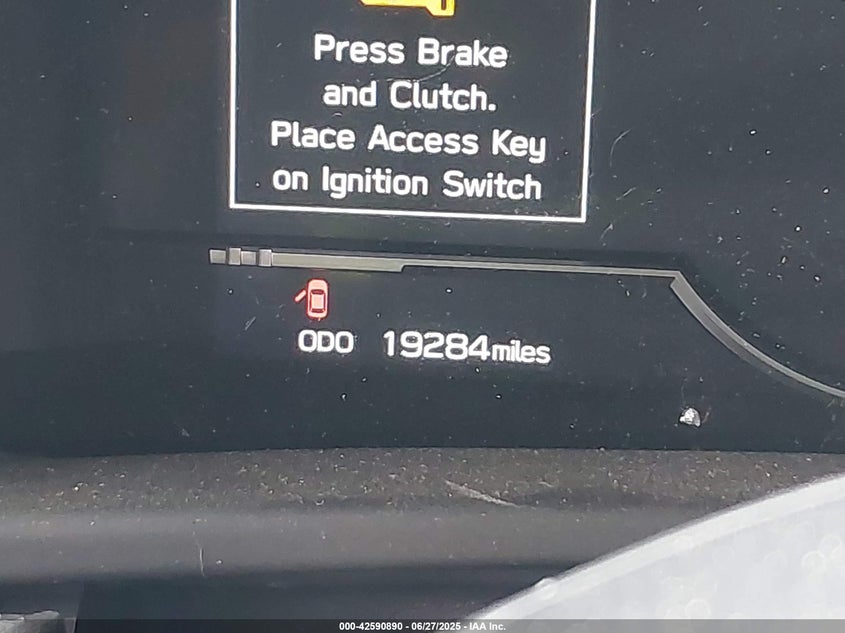 Press Brake
and Clutch.
Place Access Key
on Ignition Switch
ODO 19284miles
000-42590890 - 06/27/2025 - IAA Inc.